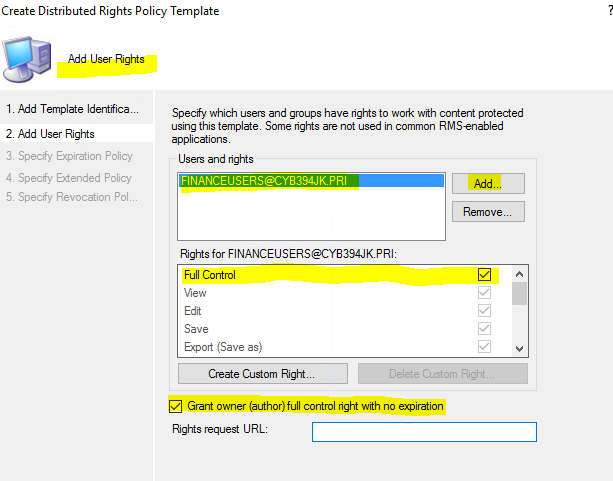 Create Distributed Rights Policy Template
?
Add User Rights
1. Add Template Identifica...
2. Add User Rights
3. Specify Expiration Policy
4. Specify Extended Policy
5. Specify Revocation Pol...
Specify which users and groups have rights to work with content protected
using this template. Some rights are not used in common RMS-enabled
applications.
Users and rights
FINANCEUSERS@CYB394JK.PRI
Add...
Remove...
Rights for FINANCEUSERS@CYB394JK.PRI:
Full Control
View
Edit
Save
Export (Save as)
Create Custom Right...
Delete Custom Right...
Grant owner (author) full control right with no expiration
Rights request URL: